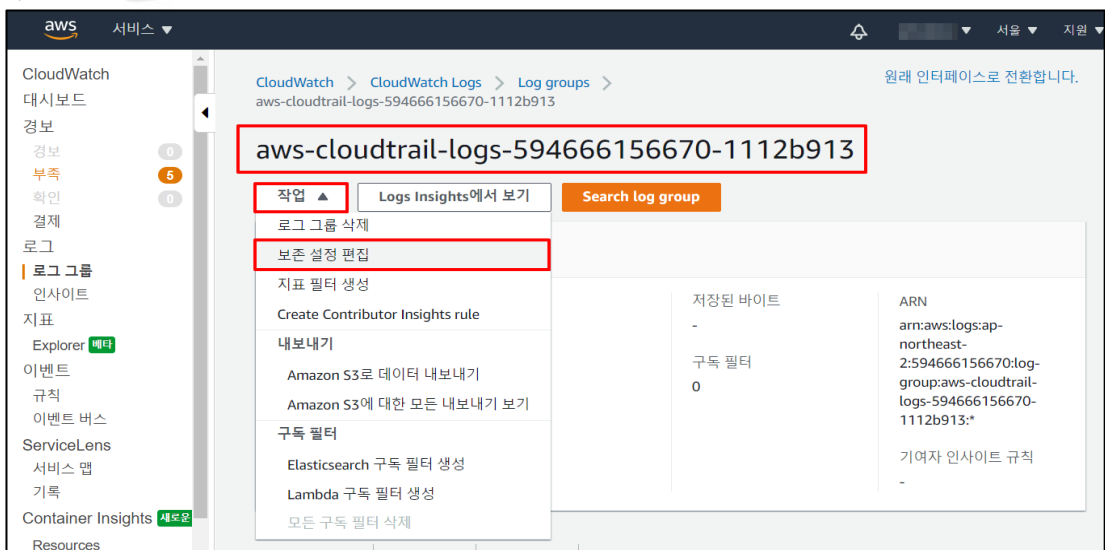 aws 서비스 ▼ ▼ 서울 ▼ 지원 ▼
CloudWatch
대시보드
경보
경보 0
부족 5
확인 0
결제
로그
로그 그룹
인사이트
지표
Explorer 베타
이벤트
규칙
이벤트 버스
ServiceLens
서비스 맵
기록
Container Insights 새로운
Resources
CloudWatch > CloudWatch Logs > Log groups >
aws-cloudtrail-logs-594666156670-1112b913
원래 인터페이스로 전환합니다.
aws-cloudtrail-logs-594666156670-1112b913
작업 ▲ Logs Insights에서 보기 Search log group
로그 그룹 삭제
보존 설정 편집
지표 필터 생성
Create Contributor Insights rule
내보내기
Amazon S3로 데이터 내보내기
Amazon S3에 대한 모든 내보내기 보기
구독 필터
Elasticsearch 구독 필터 생성
Lambda 구독 필터 생성
모든 구독 필터 삭제
저장된 바이트
-
구독 필터
0
ARN
arn:aws:logs:ap-
northeast-
2:594666156670:log-
group:aws-cloudtrail-
logs-594666156670-
1112b913:*
기여자 인사이트 규칙
-